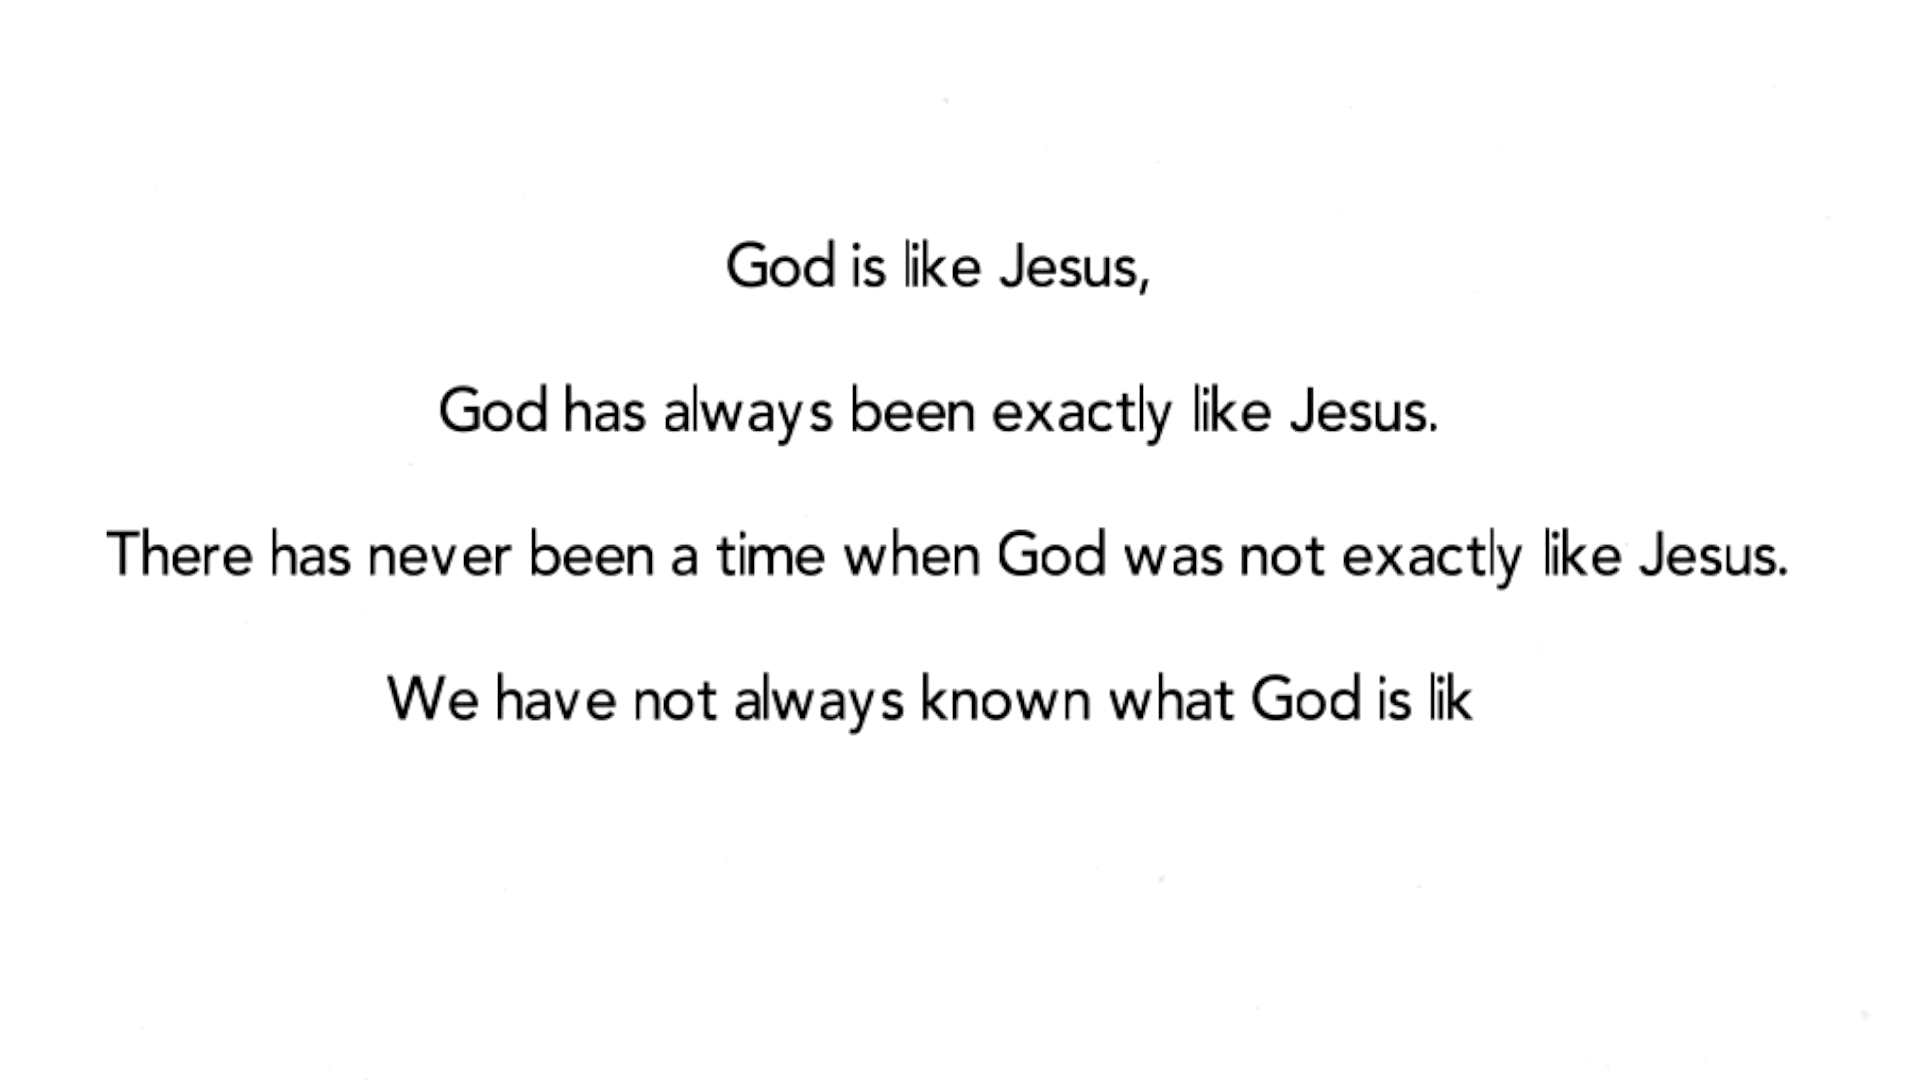 God is like Jesus,
God has always been exactly like Jesus.
There has never been a time when God was not exactly like Jesus.
We have not always known what God is lik